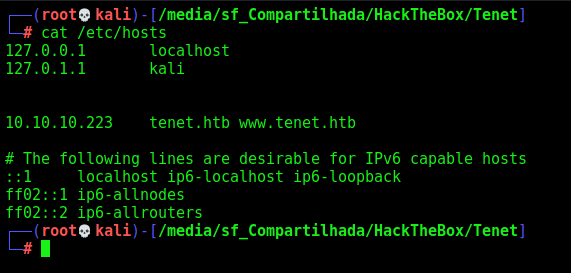 ┌──(root💀kali)-[/media/sf_Compartilhada/HackTheBox/Tenet]
└─# cat /etc/hosts
127.0.0.1       localhost
127.0.1.1       kali
10.10.10.223    tenet.htb www.tenet.htb
# The following lines are desirable for IPv6 capable hosts
::1     localhost ip6-localhost ip6-loopback
ff02::1 ip6-allnodes
ff02::2 ip6-allrouters
┌──(root💀kali)-[/media/sf_Compartilhada/HackTheBox/Tenet]
└─#